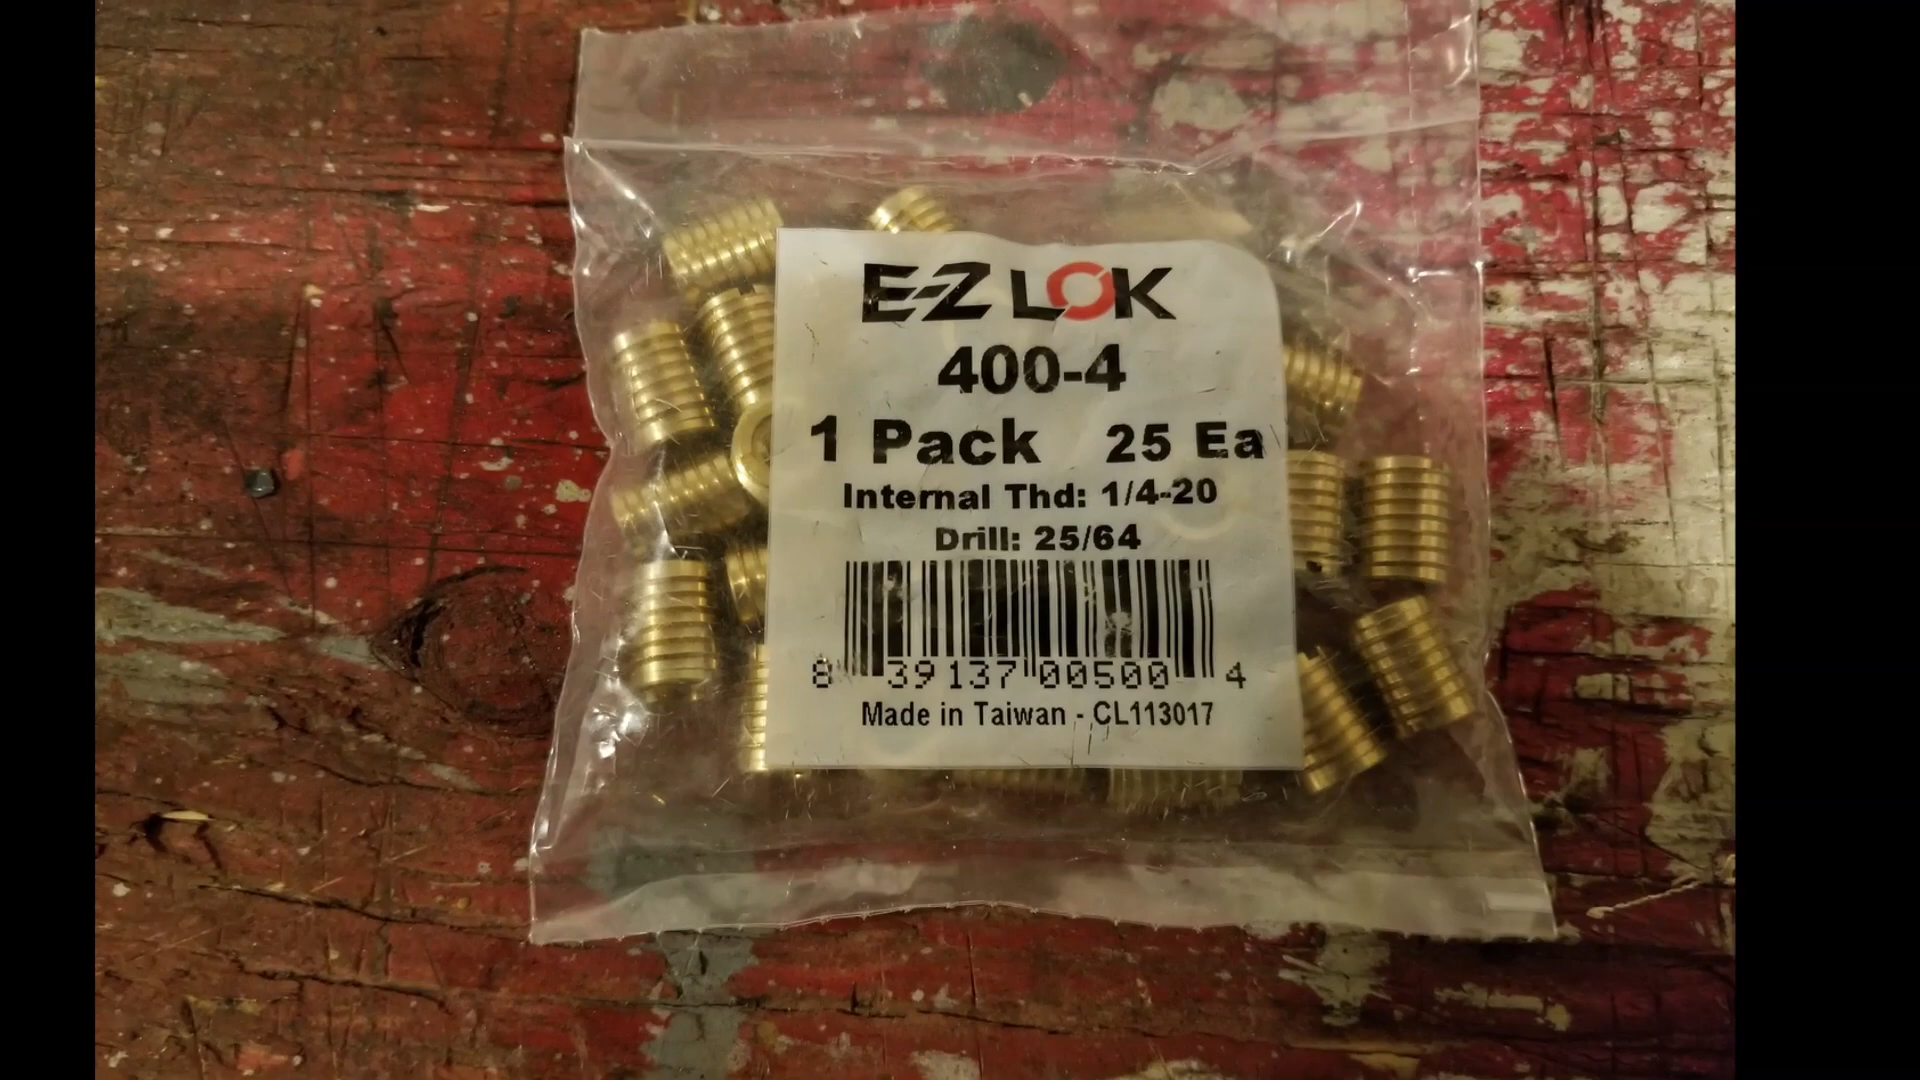 E-Z LOK
400-4
1 Pack 25 Ea
Internal Thd: 1/4-20
Drill: 25/64
8 39137 00500 4
Made in Taiwan - CL113017